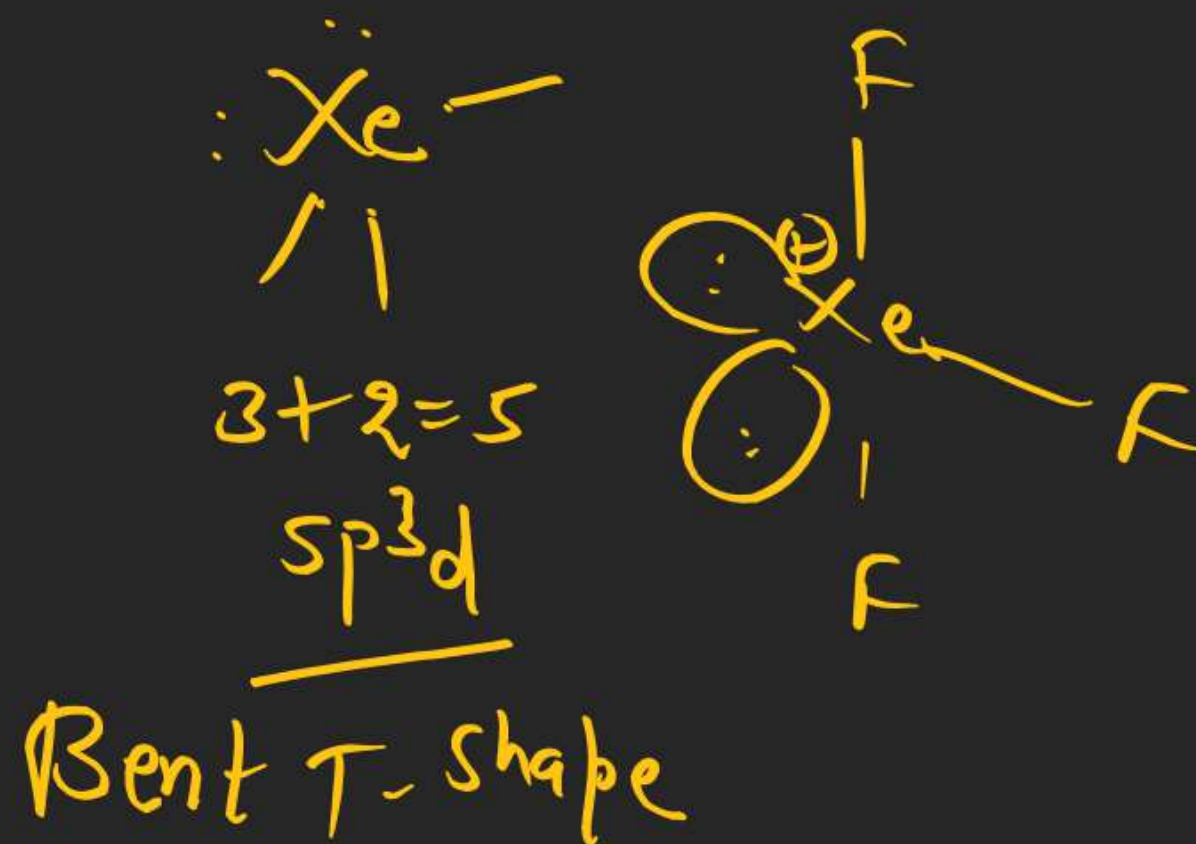 :Xe
3+2=5
sp³d
Bent T-shape
F
⊕
Xe
F
F